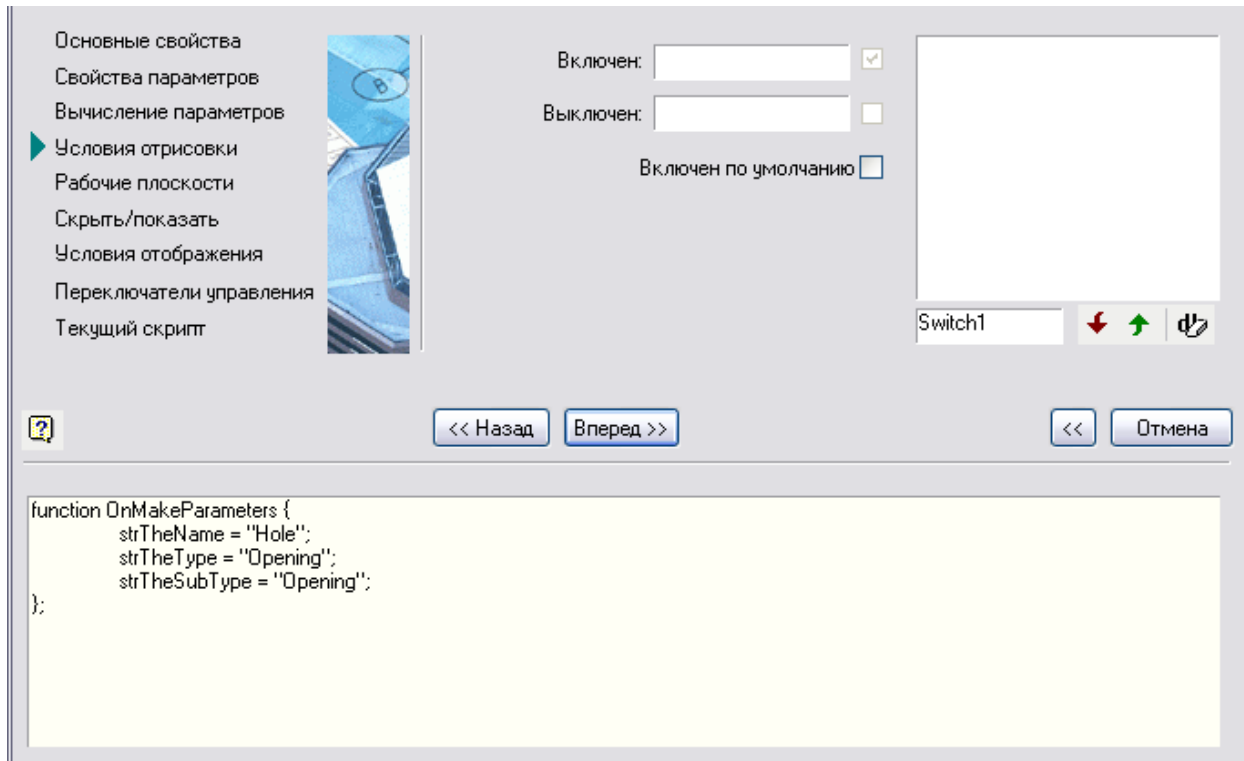 Основные свойства
Свойства параметров
Вычисление параметров
Условия отрисовки
Рабочие плоскости
Скрыть/показать
Условия отображения
Переключатели управления
Текущий скрипт
B
Включен:
Выключен:
Включен по умолчанию
Switch1
<< Назад
Вперед >>
<<
Отмена
function OnMakeParameters {
strTheName = "Hole";
strTheType = "Opening";
strTheSubType = "Opening";
};